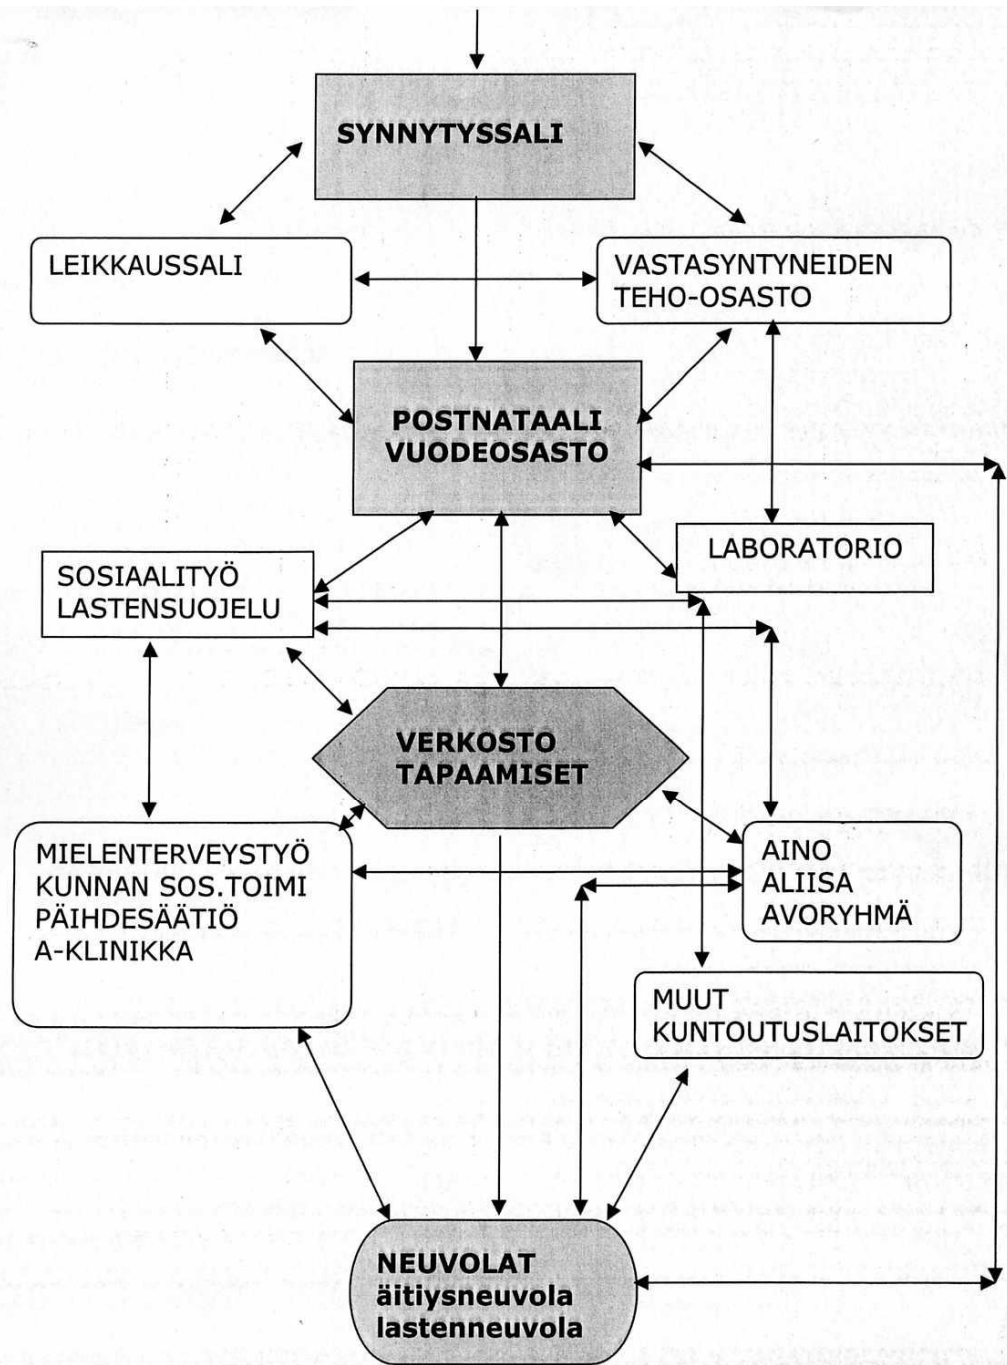 SYNNYTYSSALI
LEIKKAUSSALI
VASTASYNTYNEIDEN
TEHO-OSASTO
POSTNATAALI
VUODEOSASTO
LABORATORIO
SOSIAALITYÖ
LASTENSUOJELU
VERKOSTO
TAPAAMISET
MIELENTERVEYSTYÖ
KUNNAN SOS.TOIMI
PÄIHDESÄÄTIÖ
A-KLINIKKA
AINO
ALIISA
AVORYHMÄ
MUUT
KUNTOUTUSLAITOKSET
NEUVOLAT
äitiysneuvola
lastenneuvola